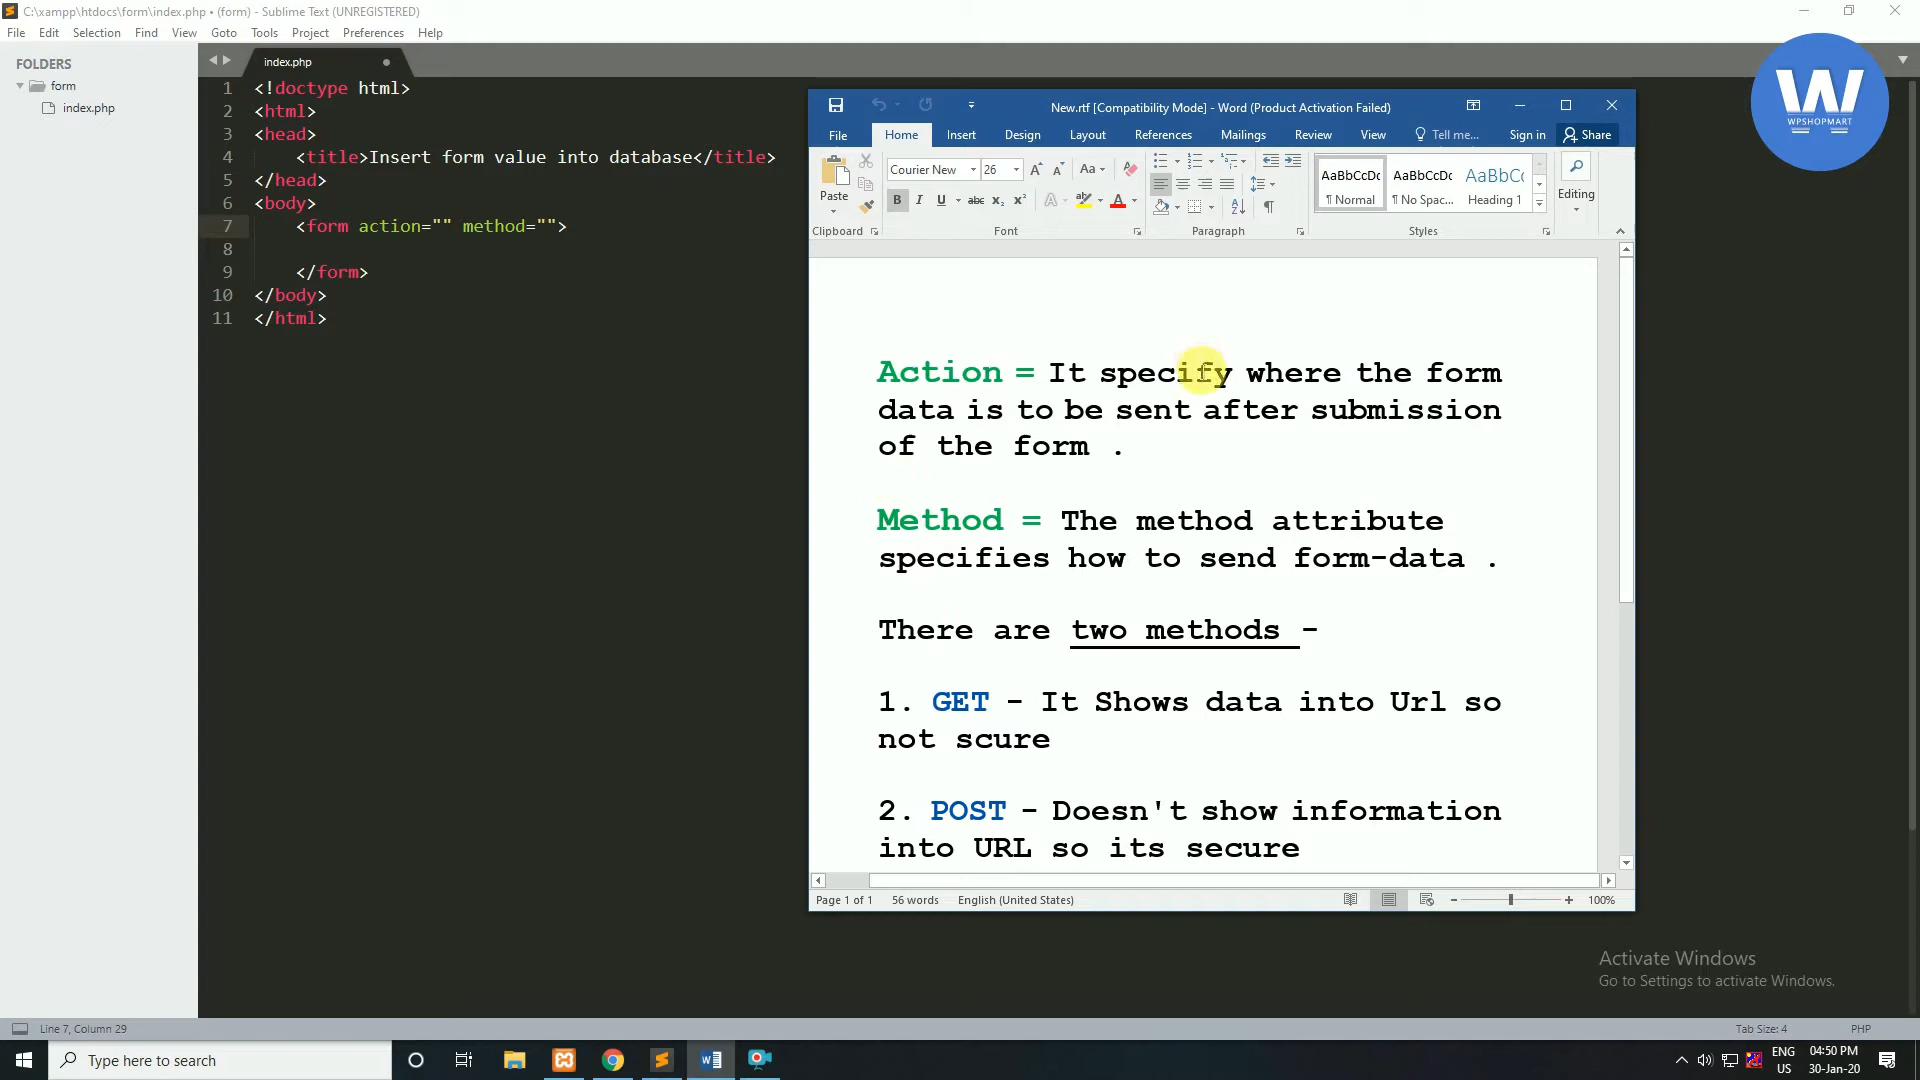 C:\xampp\htdocs\form\index.php • (form) - Sublime Text (UNREGISTERED)
File Edit Selection Find View Goto Tools Project Preferences Help
FOLDERS
form
index.php
index.php
1 <!doctype html>
2 <html>
3 <head>
4 <title>Insert form value into database</title>
5 </head>
6 <body>
7 <form action="" method="">
8
9 </form>
10 </body>
11 </html>
W
WPSHOPMART
New.rtf [Compatibility Mode] - Word (Product Activation Failed)
File Home Insert Design Layout References Mailings Review View Tell me... Sign in Share
Paste
Courier New 26
AaBbCcDc AaBbCcDc AaBbC(
¶ Normal ¶ No Spac... Heading 1
Editing
Clipboard Font Paragraph Styles
Action = It specify where the form
data is to be sent after submission
of the form .
Method = The method attribute
specifies how to send form-data .
There are two methods -
1. GET - It Shows data into Url so
not scure
2. POST - Doesn't show information
into URL so its secure
Page 1 of 1 56 words English (United States) 100%
Activate Windows
Go to Settings to activate Windows.
Line 7, Column 29 Tab Size: 4 PHP
Type here to search
ENG
US
04:50 PM
30-Jan-20